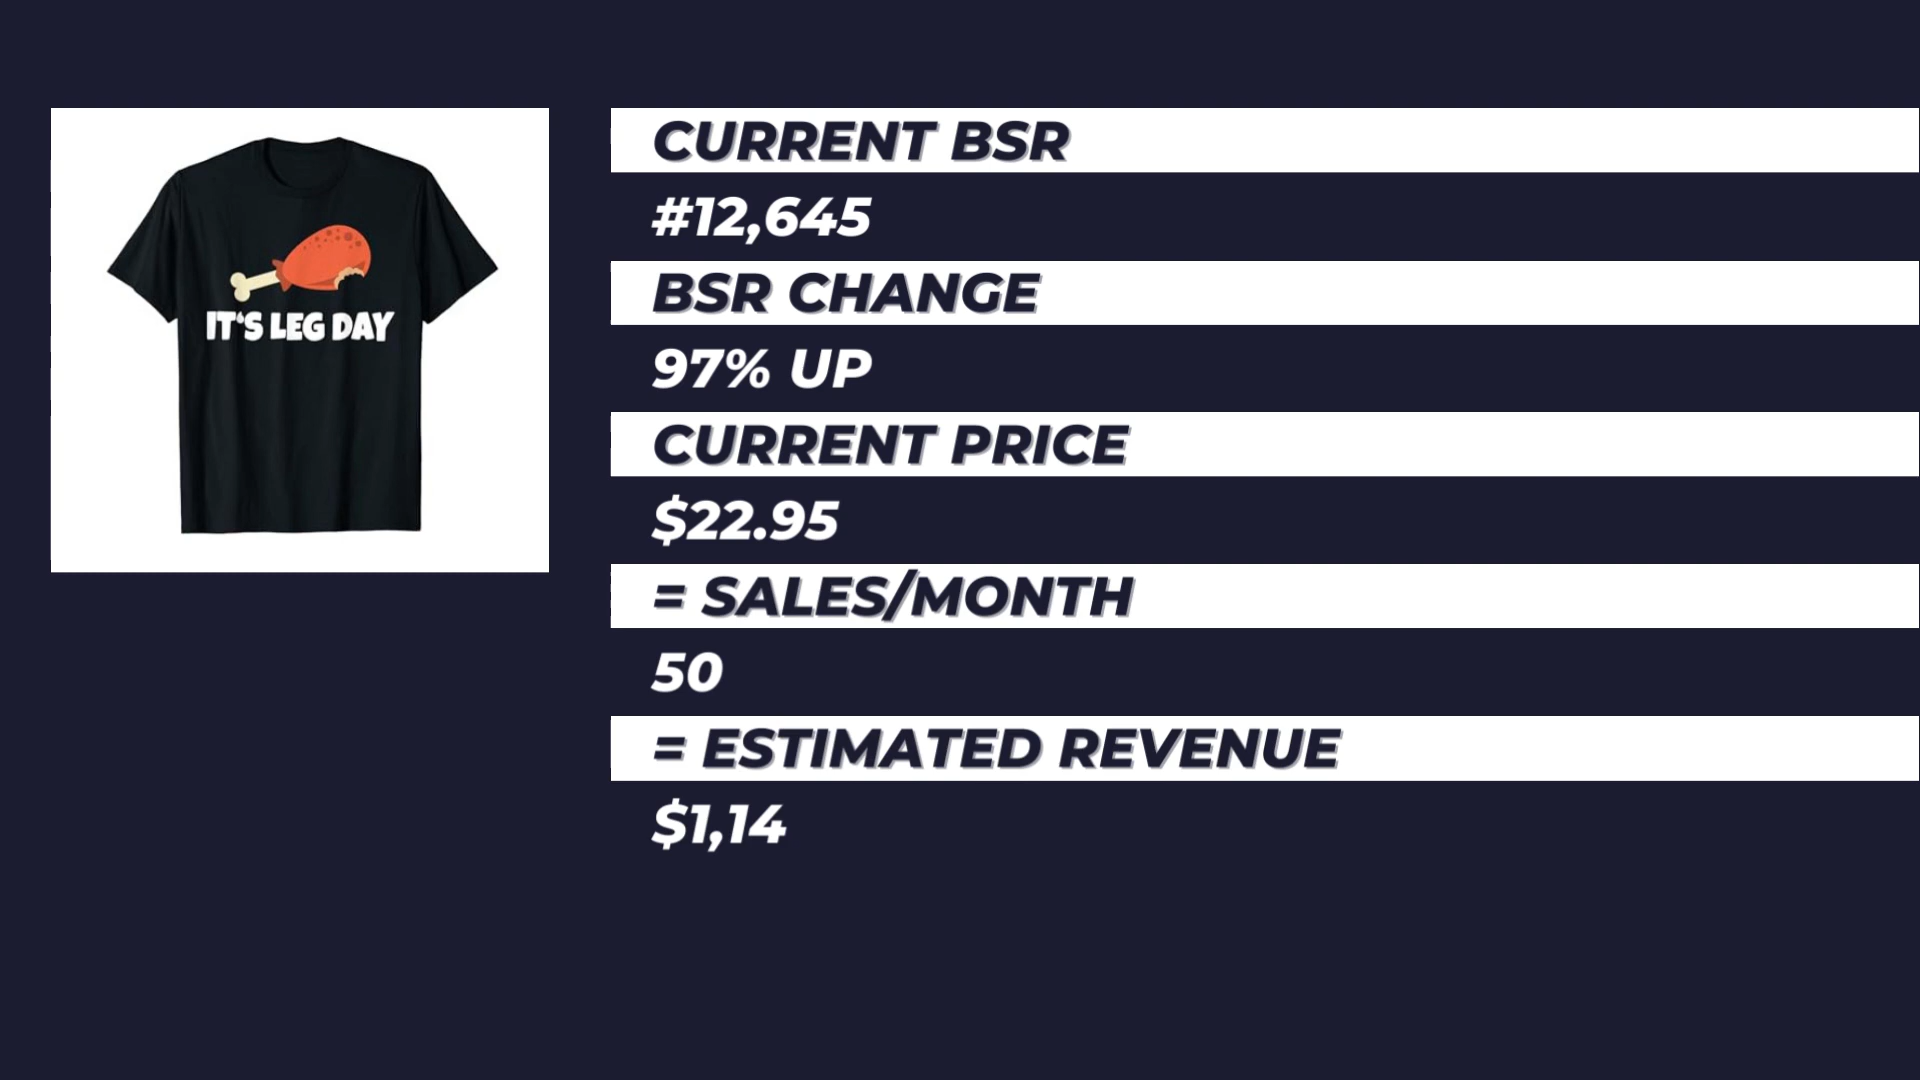 IT'S LEG DAY
CURRENT BSR
#12,645
BSR CHANGE
97% UP
CURRENT PRICE
$22.95
= SALES/MONTH
50
= ESTIMATED REVENUE
$1,14